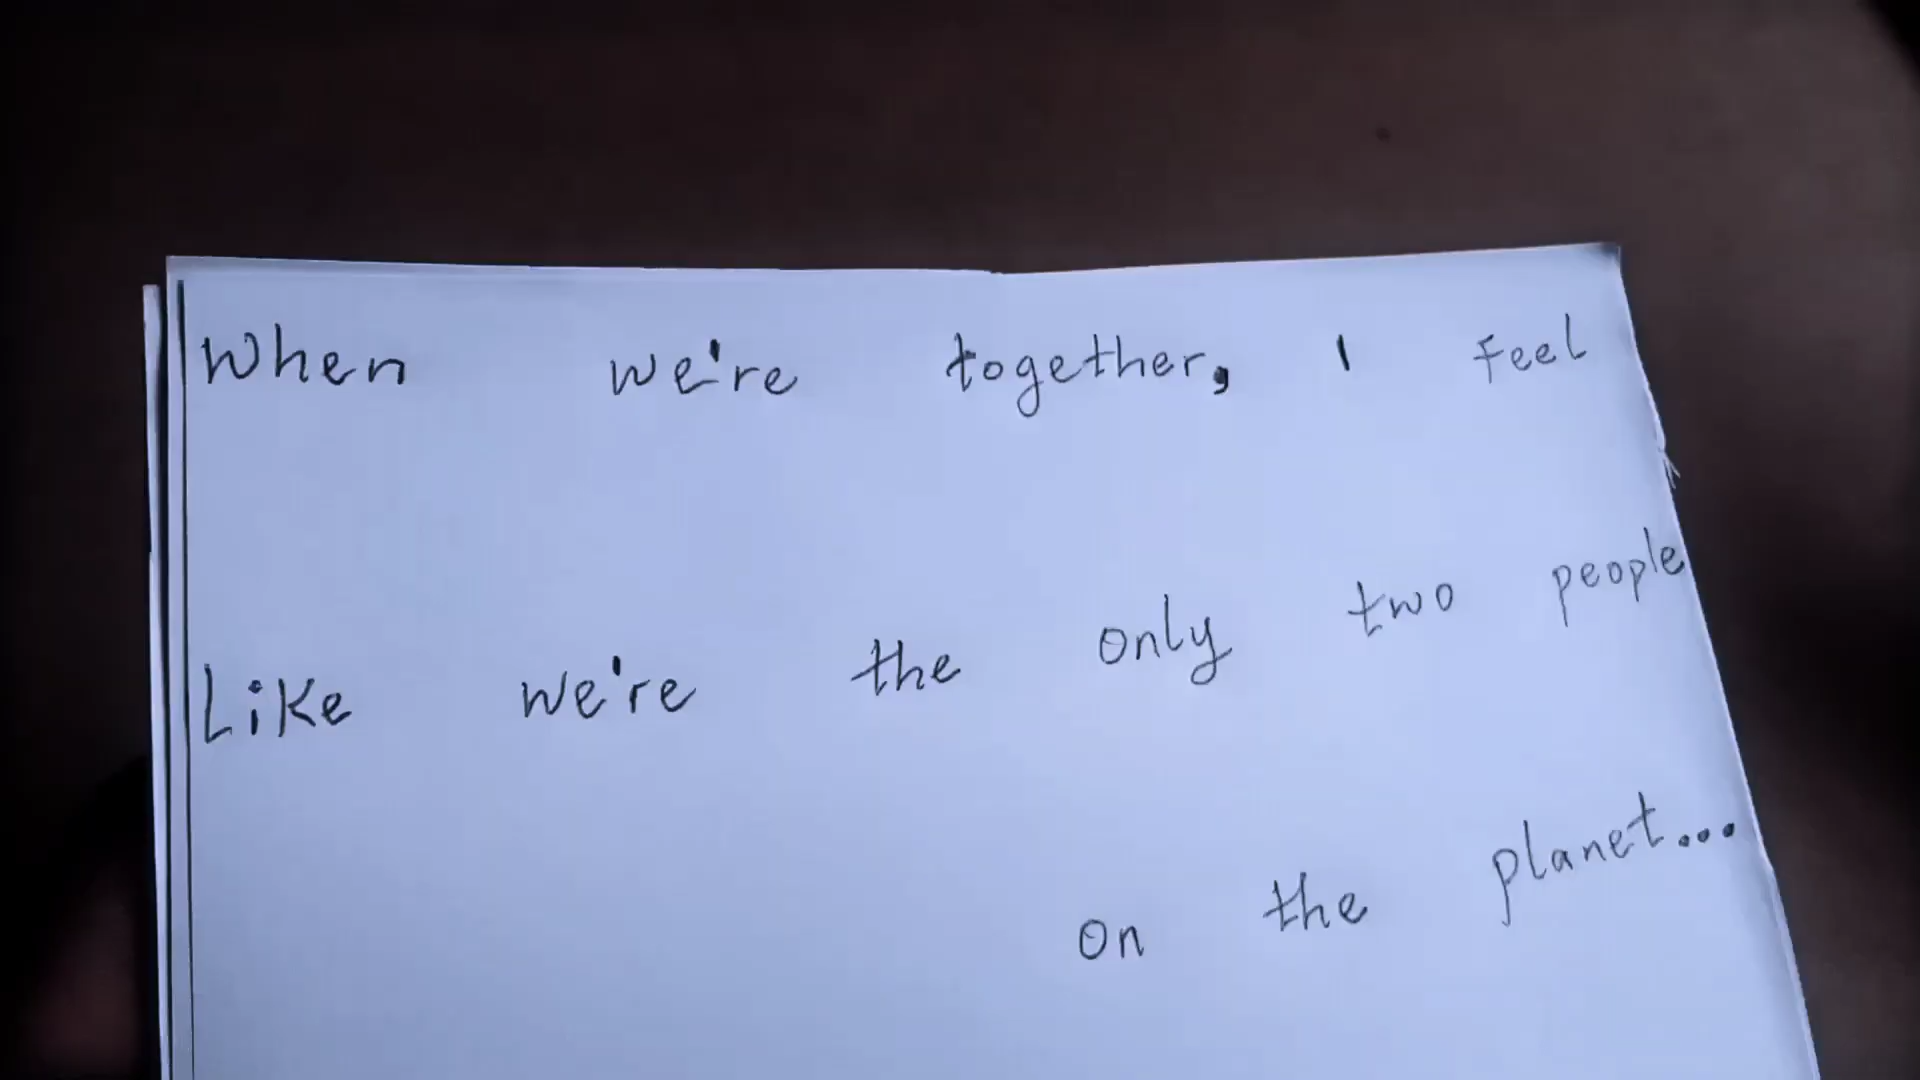 When we're together, I Feel
Like we're the only two people
on the planet...